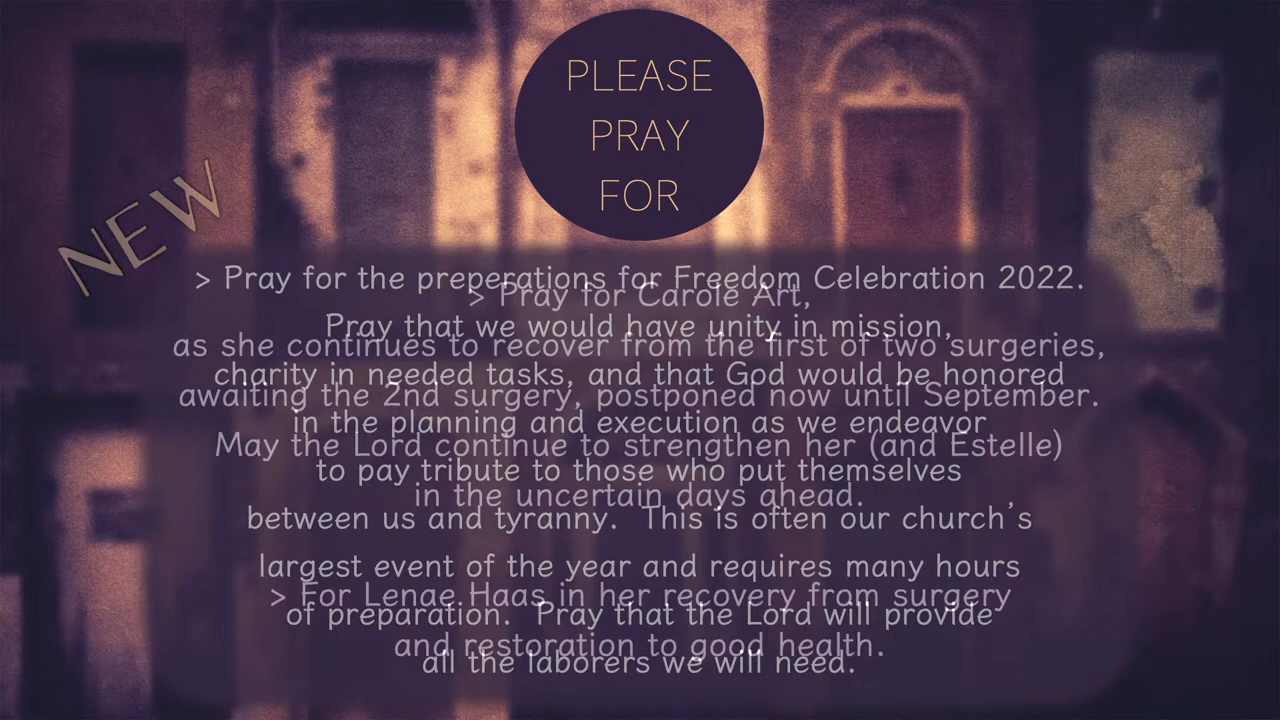 PLEASE
PRAY
FOR
NEW
> Pray for the preperations for Freedom Celebration 2022.
Pray that we would have unity in mission,
charity in needed tasks, and that God would be honored
in the planning and execution as we endeavor
to pay tribute to those who put themselves
between us and tyranny.  This is often our church's
largest event of the year and requires many hours
of preparation.  Pray that the Lord will provide
all the laborers we will need.
> Pray for Carole Art,
as she continues to recover from the first of two surgeries,
awaiting the 2nd surgery, postponed now until September.
May the Lord continue to strengthen her (and Estelle)
in the uncertain days ahead.
> For Lenae Haas in her recovery from surgery
and restoration to good health.